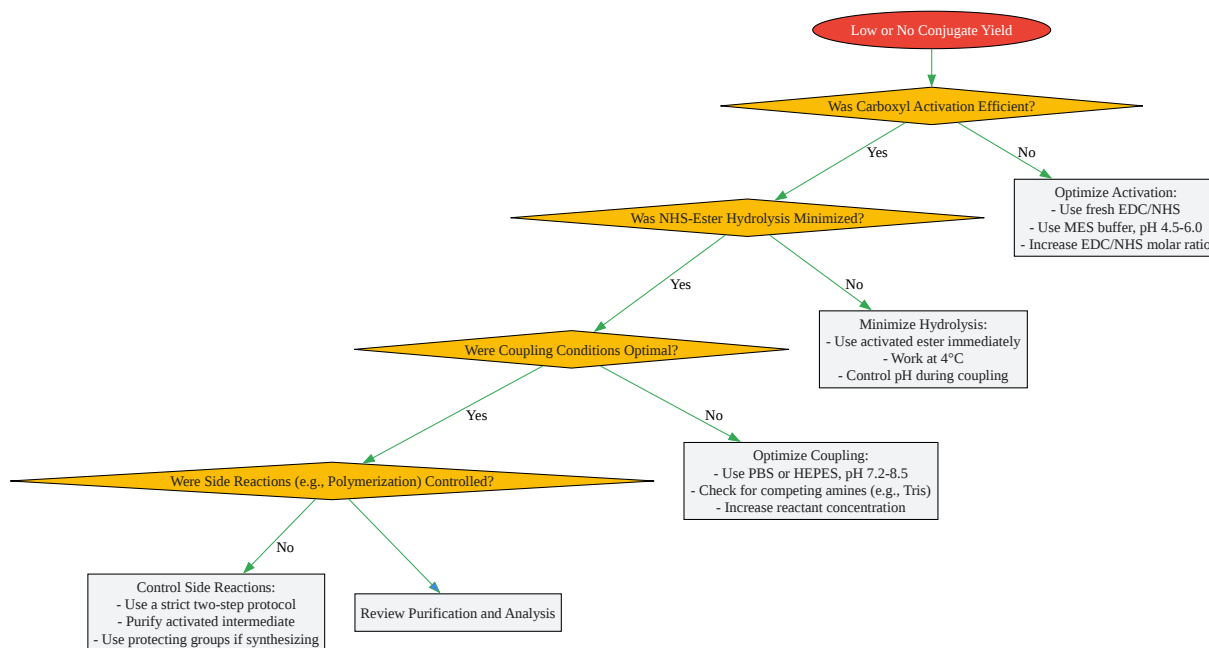 Low or No Conjugate Yield
Was Carboxyl Activation Efficient?
Yes
No
Optimize Activation:
- Use fresh EDC/NHS
- Use MES buffer, pH 4.5-6.0
- Increase EDC/NHS molar ratio
Was NHS-Ester Hydrolysis Minimized?
Yes
No
Minimize Hydrolysis:
- Use activated ester immediately
- Work at 4°C
- Control pH during coupling
Were Coupling Conditions Optimal?
Yes
No
Optimize Coupling:
- Use PBS or HEPES, pH 7.2-8.5
- Check for competing amines (e.g., Tris)
- Increase reactant concentration
Were Side Reactions (e.g., Polymerization) Controlled?
No
Control Side Reactions:
- Use a strict two-step protocol
- Purify activated intermediate
- Use protecting groups if synthesizing
Review Purification and Analysis